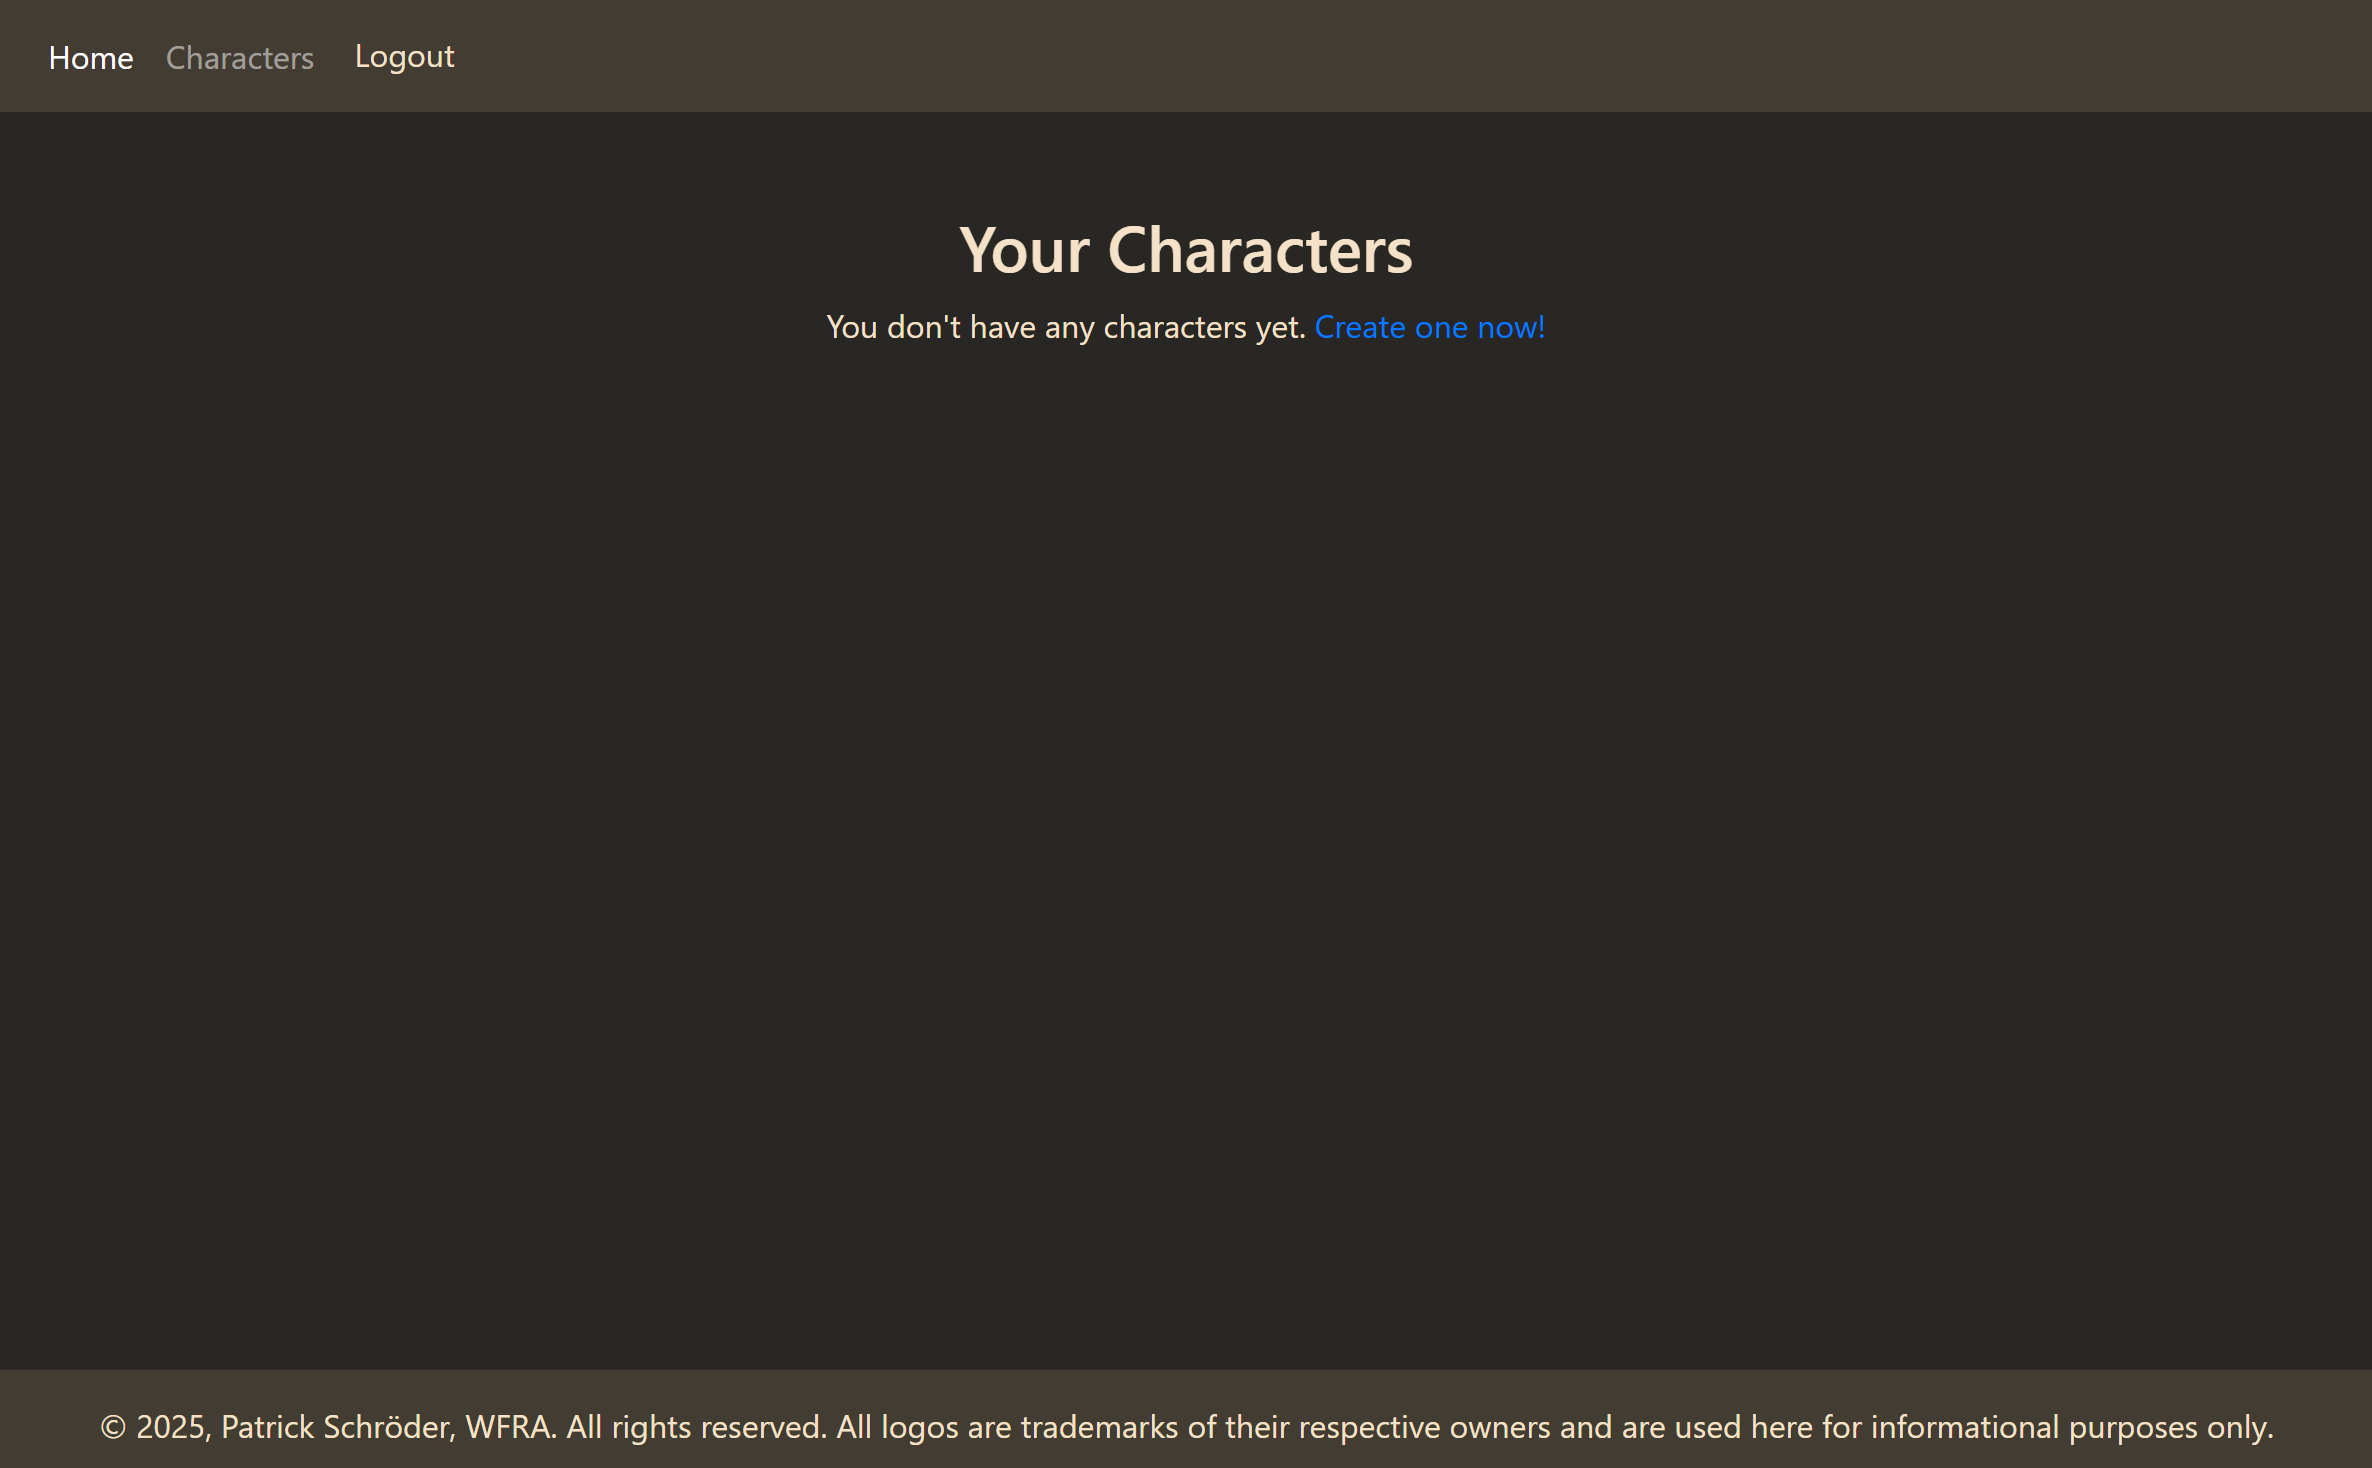 Home Characters Logout
Your Characters
You don't have any characters yet. Create one now!
© 2025, Patrick Schröder, WFRA. All rights reserved. All logos are trademarks of their respective owners and are used here for informational purposes only.